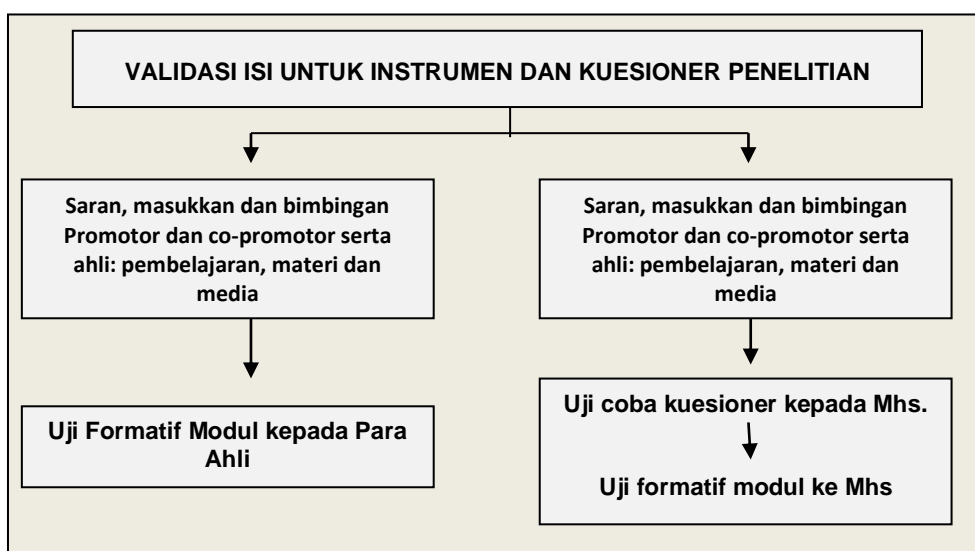 VALIDASI ISI UNTUK INSTRUMEN DAN KUESIONER PENELITIAN
Saran, masukkan dan bimbingan
Promotor dan co-promotor serta
ahli: pembelajaran, materi dan
media
Saran, masukkan dan bimbingan
Promotor dan co-promotor serta
ahli: pembelajaran, materi dan
media
Uji Formatif Modul kepada Para
Ahli
Uji coba kuesioner kepada Mhs.
Uji formatif modul ke Mhs